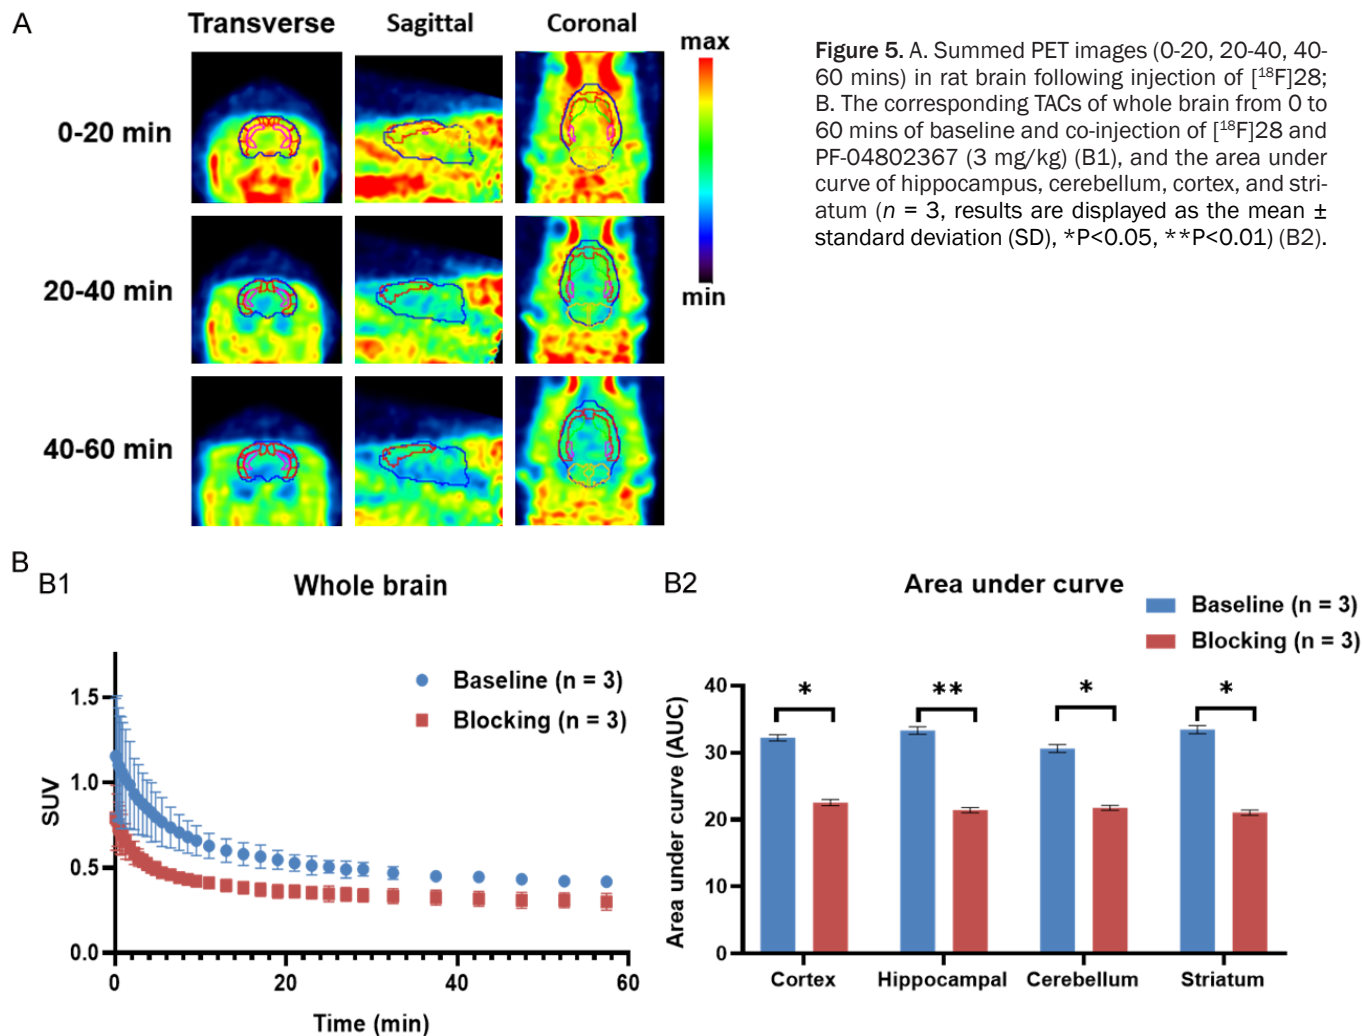 A
Transverse Sagittal Coronal
max
0-20 min
20-40 min
min
40-60 min
Figure 5. A. Summed PET images (0-20, 20-40, 40-
60 mins) in rat brain following injection of [¹⁸F]28;
B. The corresponding TACs of whole brain from 0 to
60 mins of baseline and co-injection of [¹⁸F]28 and
PF-04802367 (3 mg/kg) (B1), and the area under
curve of hippocampus, cerebellum, cortex, and stri-
atum (n = 3, results are displayed as the mean ±
standard deviation (SD), *P<0.05, **P<0.01) (B2).
B
B1
Whole brain
Baseline (n = 3)
Blocking (n = 3)
SUV
1.5
1.0
0.5
0.0
0 20 40 60
Time (min)
B2
Area under curve
Baseline (n = 3)
Blocking (n = 3)
Area under curve (AUC)
40
30
20
10
0
* ** * *
Cortex Hippocampal Cerebellum Striatum